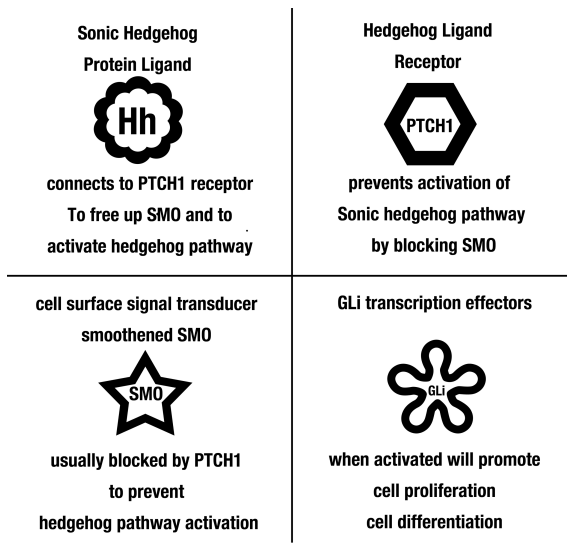 Sonic Hedgehog
Protein Ligand
Hh
connects to PTCH1 receptor
To free up SMO and to
activate hedgehog pathway
Hedgehog Ligand
Receptor
PTCH1
prevents activation of
Sonic hedgehog pathway
by blocking SMO
cell surface signal transducer
smoothened SMO
SMO
usually blocked by PTCH1
to prevent
hedgehog pathway activation
GLi transcription effectors
GLi
when activated will promote
cell proliferation
cell differentiation